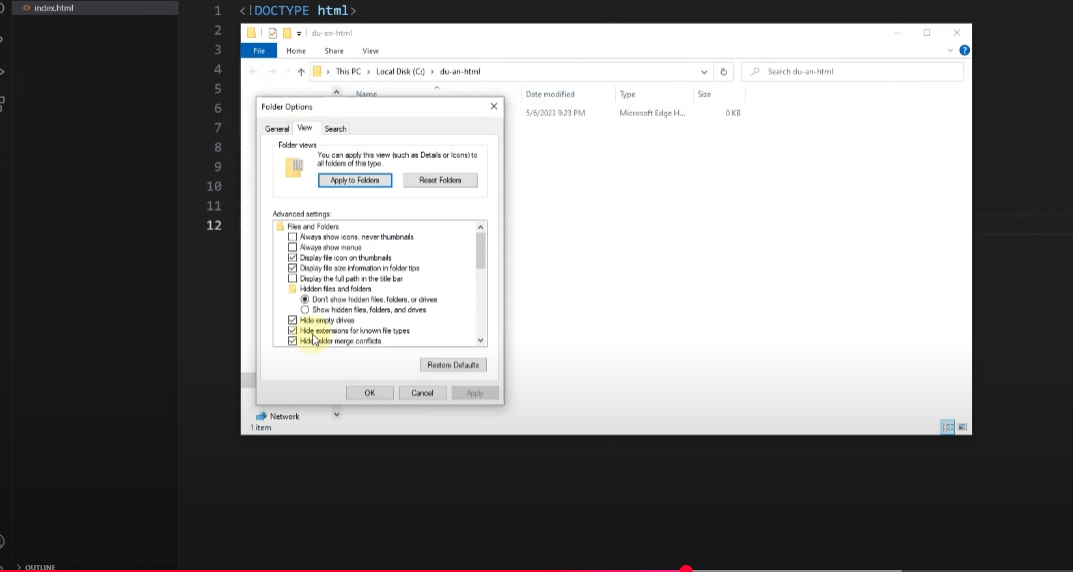 index.html
1 <!DOCTYPE html>
2
3
4
5
6
7
8
9
10
11
12
du-an-html
File Home Share View
This PC > Local Disk (C:) > du-an-html
Search du-an-html
Name Date modified Type Size
5/6/2023 9:23 PM Microsoft Edge H... 0 KB
Folder Options
General View Search
Folder views
You can apply this view (such as Details or Icons) to
all folders of this type.
Apply to Folders Reset Folders
Advanced settings:
Files and Folders
Always show icons, never thumbnails
Always show menus
Display file icon on thumbnails
Display file size information in folder tips
Display the full path in the title bar
Hidden files and folders
Don't show hidden files, folders, or drives
Show hidden files, folders, and drives
Hide empty drives
Hide extensions for known file types
Hide folder merge conflicts
Restore Defaults
OK Cancel Apply
Network
1 item
OUTLINE